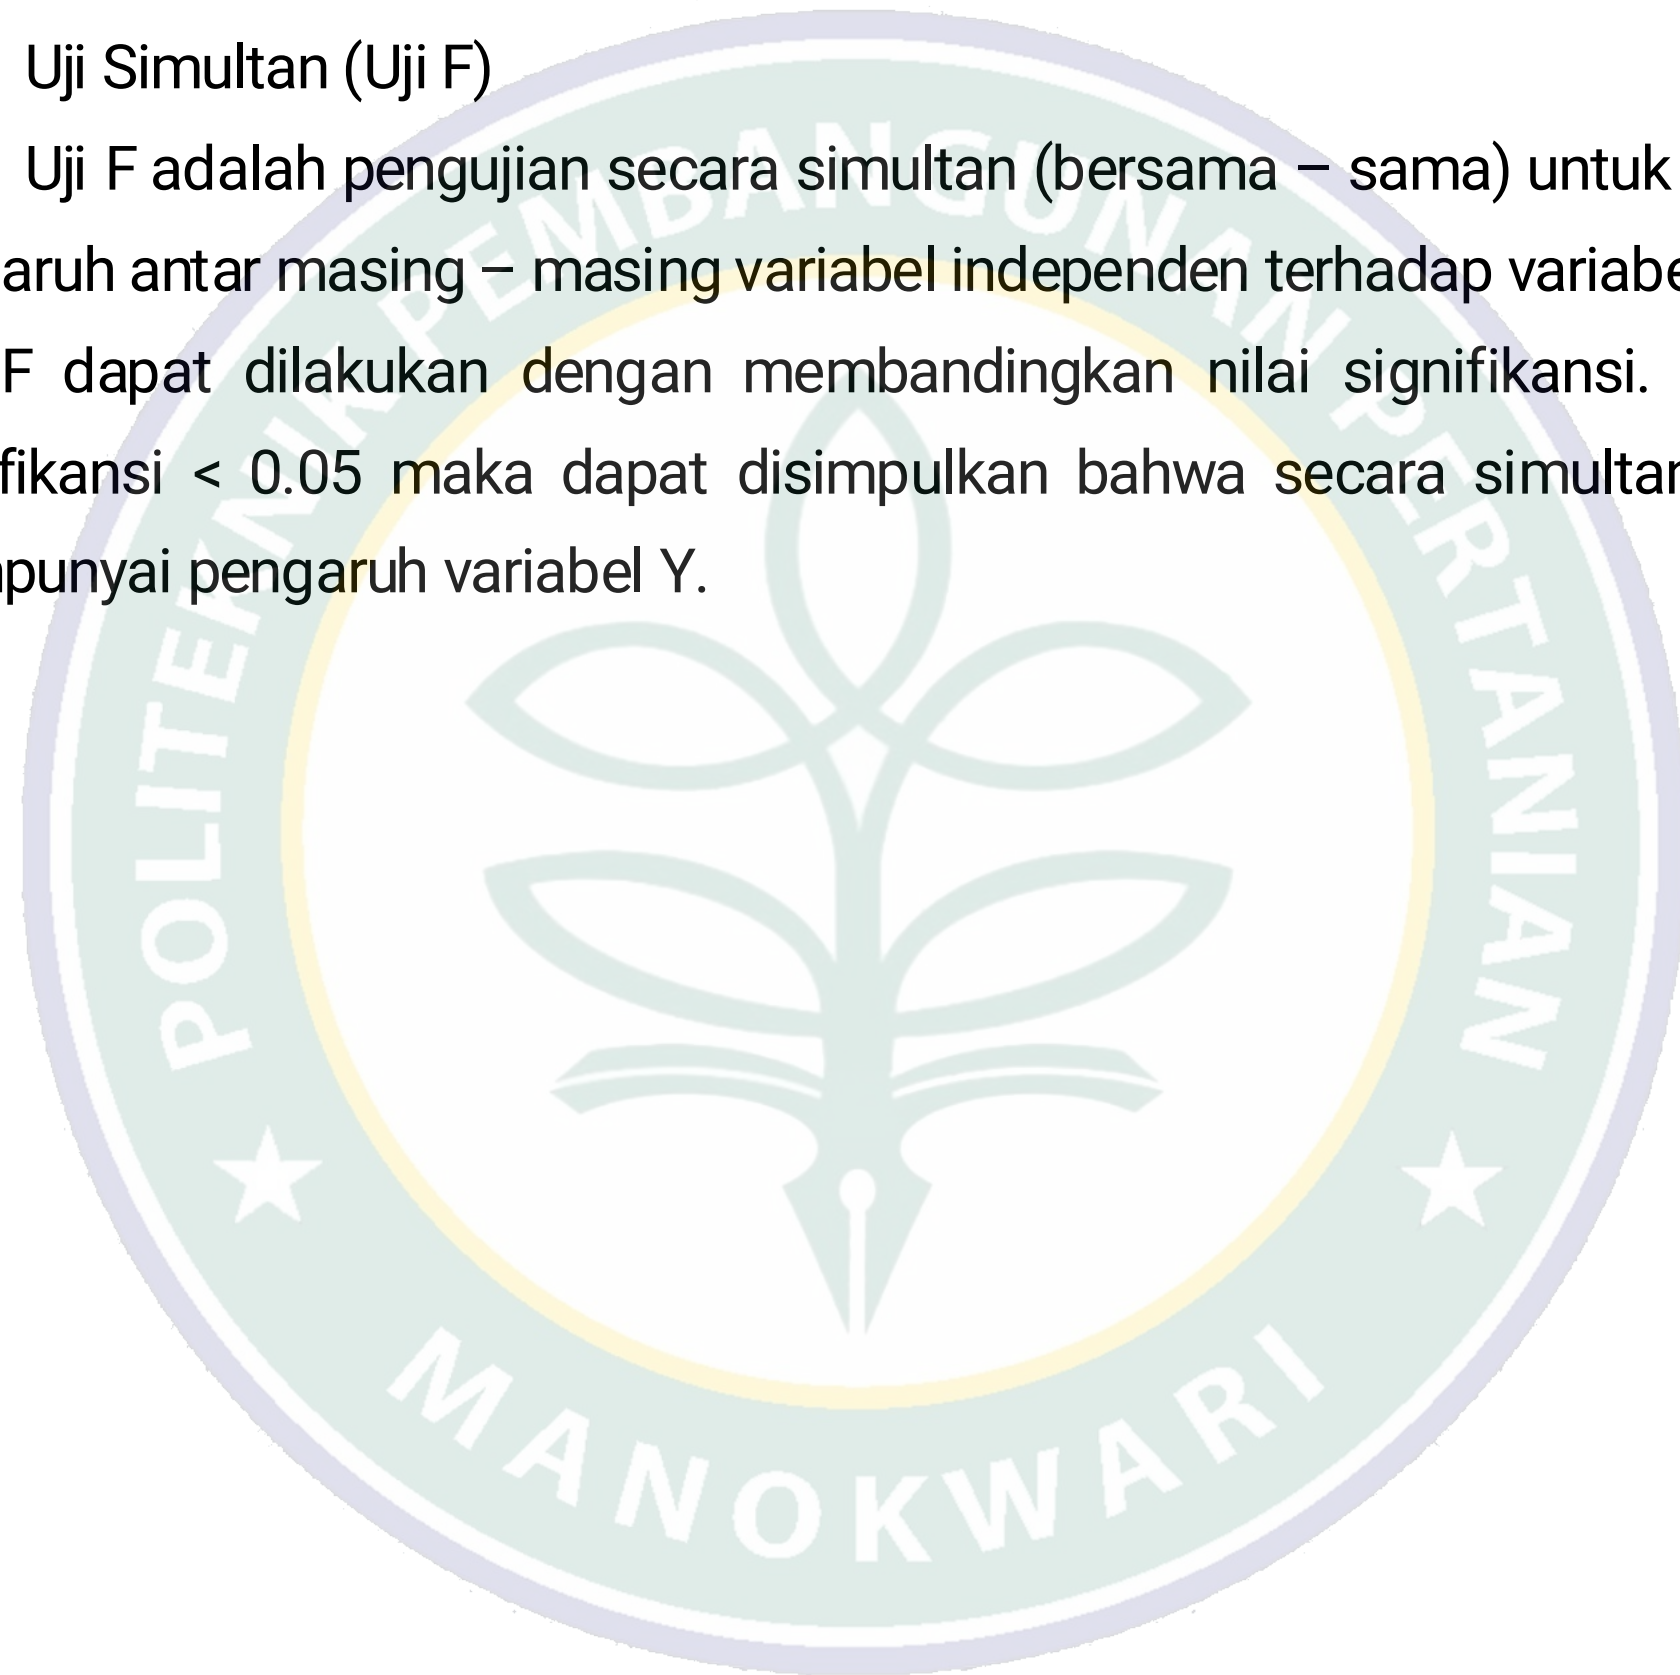 Uji Simultan (Uji F)
Uji F adalah pengujian secara simultan (bersama – sama) untuk
aruh antar masing – masing variabel independen terhadap variabe
F dapat dilakukan dengan membandingkan nilai signifikansi.
fikansi < 0.05 maka dapat disimpulkan bahwa secara simultan
punyai pengaruh variabel Y.
POLITEKNIK PEMBANGUNAN PERTANIAN
MANOKWARI